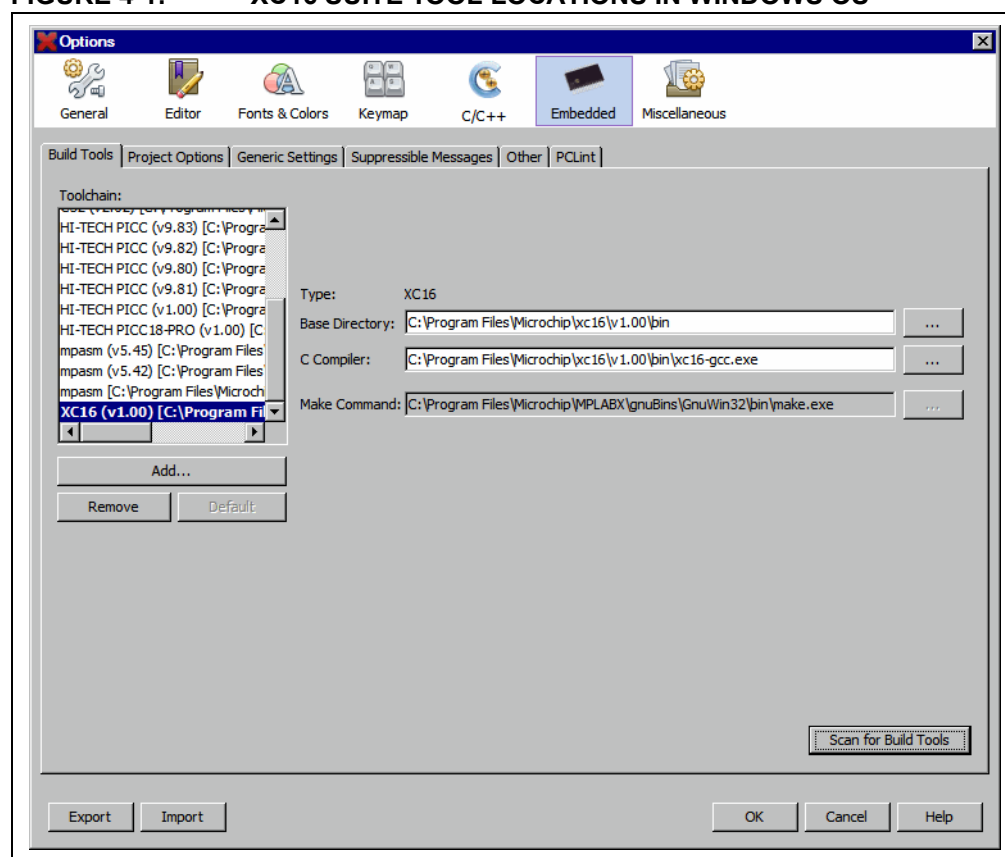 Options
General Editor Fonts & Colors Keymap C/C++ Embedded Miscellaneous
Build Tools Project Options Generic Settings Suppressible Messages Other PCLint
Toolchain:
HI-TECH PICC (v9.83) [C:\Progra
HI-TECH PICC (v9.82) [C:\Progra
HI-TECH PICC (v9.80) [C:\Progra
HI-TECH PICC (v9.81) [C:\Progra
HI-TECH PICC (v1.00) [C:\Progra
HI-TECH PICC18-PRO (v1.00) [C
mpasm (v5.45) [C:\Program Files
mpasm (v5.42) [C:\Program Files
mpasm [C:\Program Files\Microch
XC16 (v1.00) [C:\Program Fil
Type: XC16
Base Directory: C:\Program Files\Microchip\xc16\v1.00\bin ...
C Compiler: C:\Program Files\Microchip\xc16\v1.00\bin\xc16-gcc.exe ...
Make Command: C:\Program Files\Microchip\MPLABX\gnuBins\GnuWin32\bin\make.exe ...
Add...
Remove Default
Scan for Build Tools
Export Import OK Cancel Help